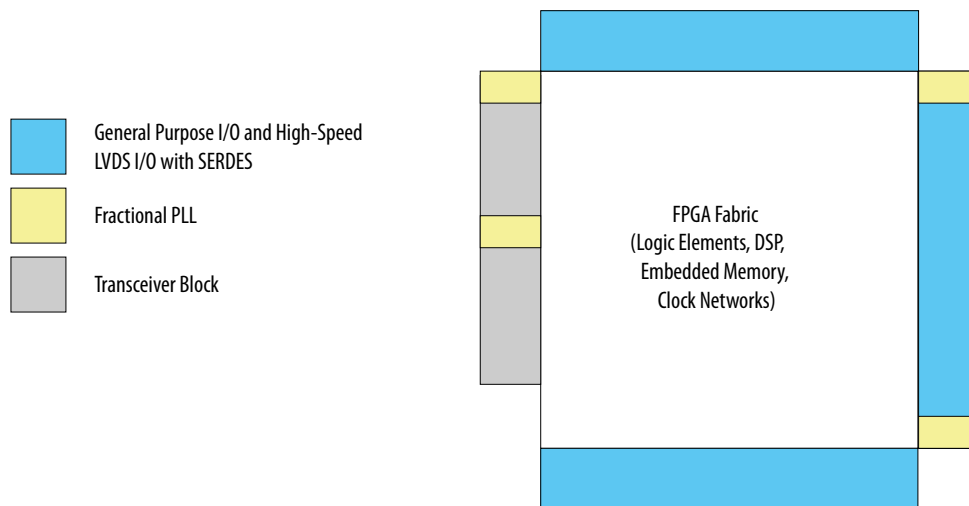 General Purpose I/O and High-Speed
LVDS I/O with SERDES
Fractional PLL
Transceiver Block
FPGA Fabric
(Logic Elements, DSP,
Embedded Memory,
Clock Networks)